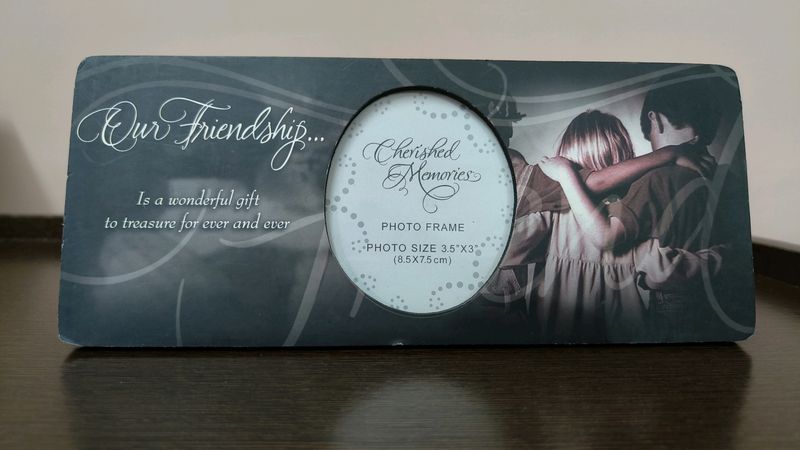 Our Friendship...
Is a wonderful gift
to treasure for ever and ever
Cherished
Memories
PHOTO FRAME
PHOTO SIZE 3.5"X3"
(8.5X7.5cm)